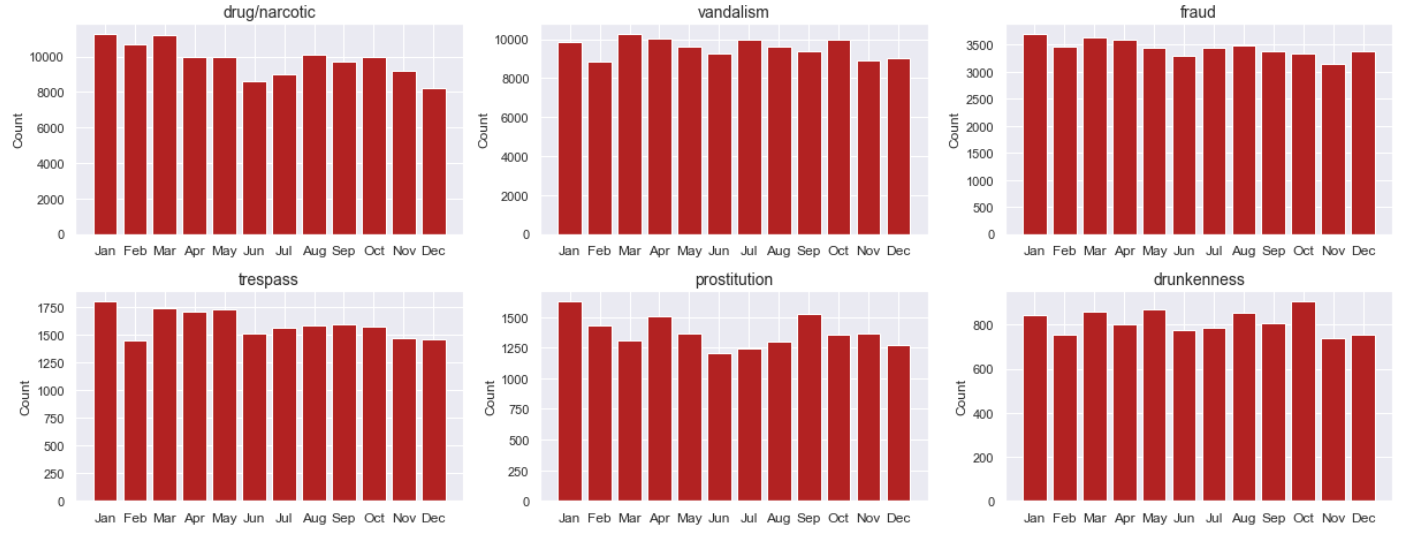 drug/narcotic
Count
10000
8000
6000
4000
2000
0
Jan Feb Mar Apr May Jun Jul Aug Sep Oct Nov Dec
vandalism
Count
10000
8000
6000
4000
2000
0
Jan Feb Mar Apr May Jun Jul Aug Sep Oct Nov Dec
fraud
Count
3500
3000
2500
2000
1500
1000
500
0
Jan Feb Mar Apr May Jun Jul Aug Sep Oct Nov Dec
trespass
Count
1750
1500
1250
1000
750
500
250
0
Jan Feb Mar Apr May Jun Jul Aug Sep Oct Nov Dec
prostitution
Count
1500
1250
1000
750
500
250
0
Jan Feb Mar Apr May Jun Jul Aug Sep Oct Nov Dec
drunkenness
Count
800
600
400
200
0
Jan Feb Mar Apr May Jun Jul Aug Sep Oct Nov Dec